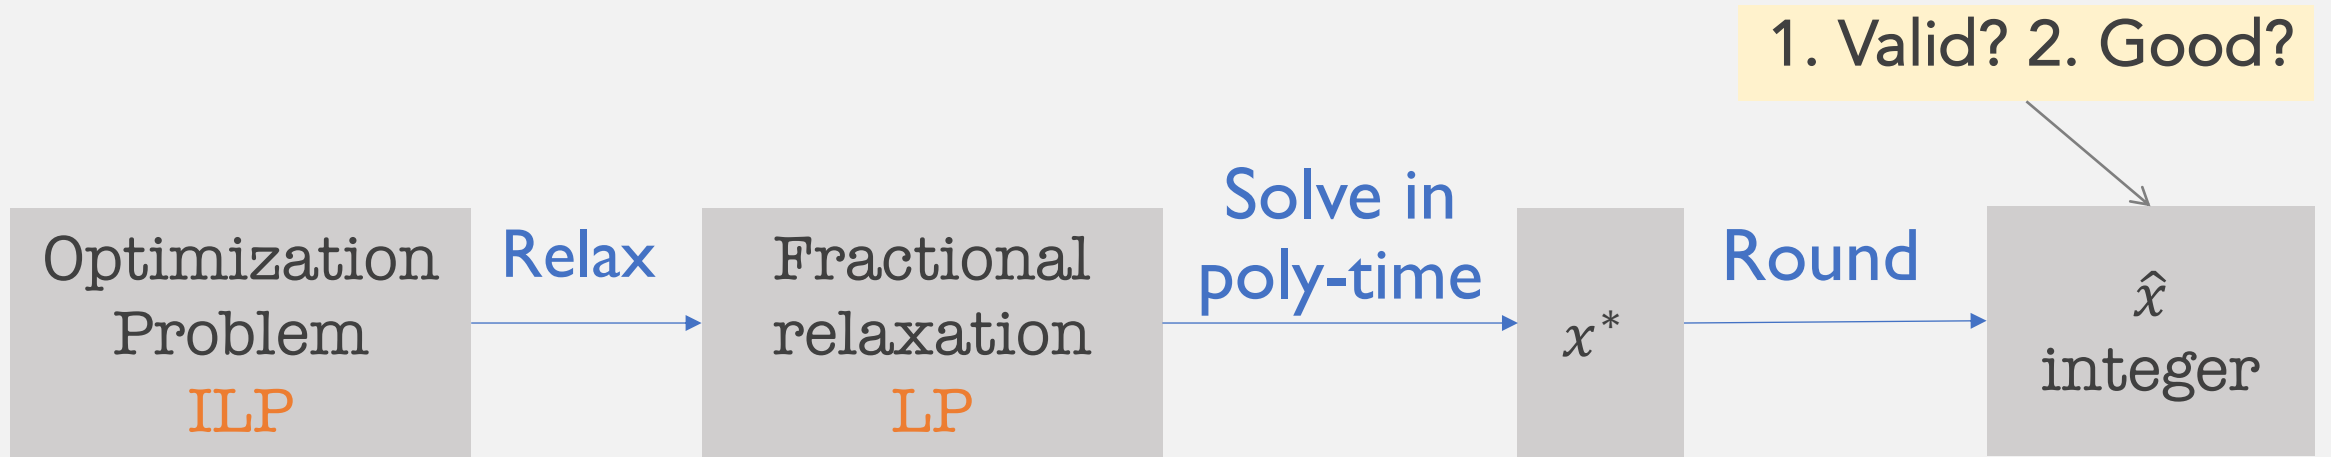 1. Valid? 2. Good?
Optimization
Problem
ILP
Relax
Fractional
relaxation
LP
Solve in
poly-time
x*
Round
x̂
integer